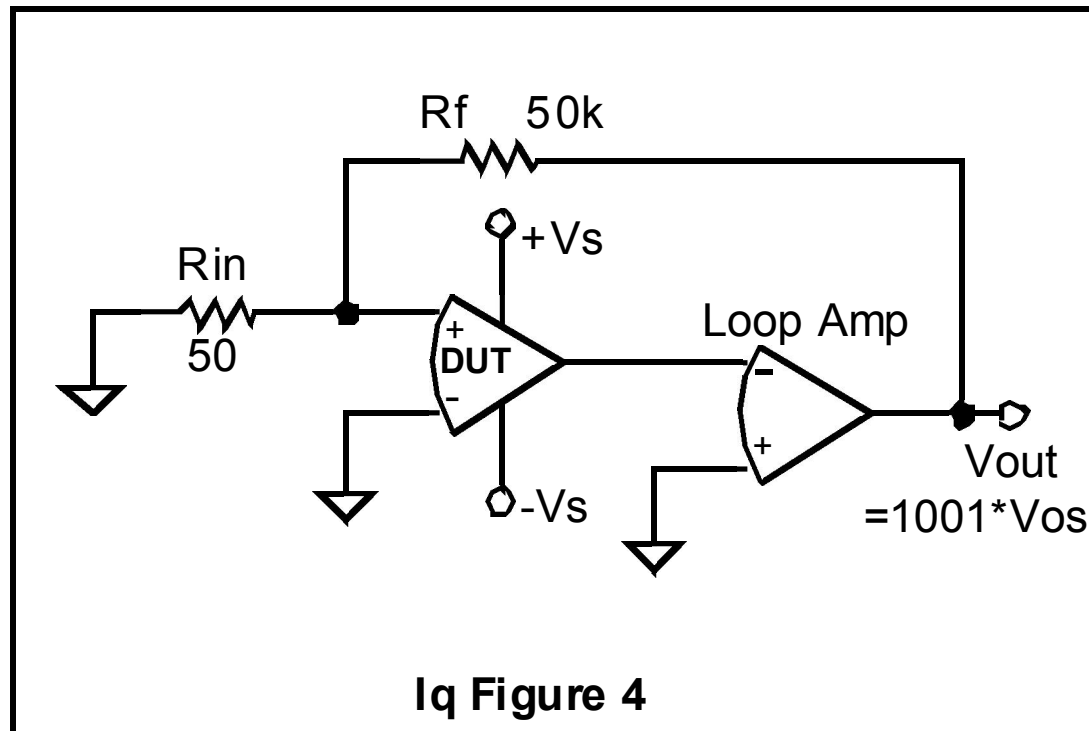 Rf 50k
+Vs
Rin
50
+
DUT
-
Loop Amp
-
+
-Vs
Vout
=1001*Vos
Iq Figure 4